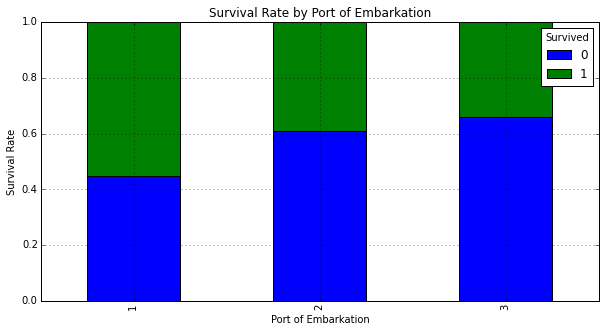 Survival Rate by Port of Embarkation
Survived
0
1
1.0
0.8
0.6
0.4
0.2
0.0
Survival Rate
1
2
3
Port of Embarkation